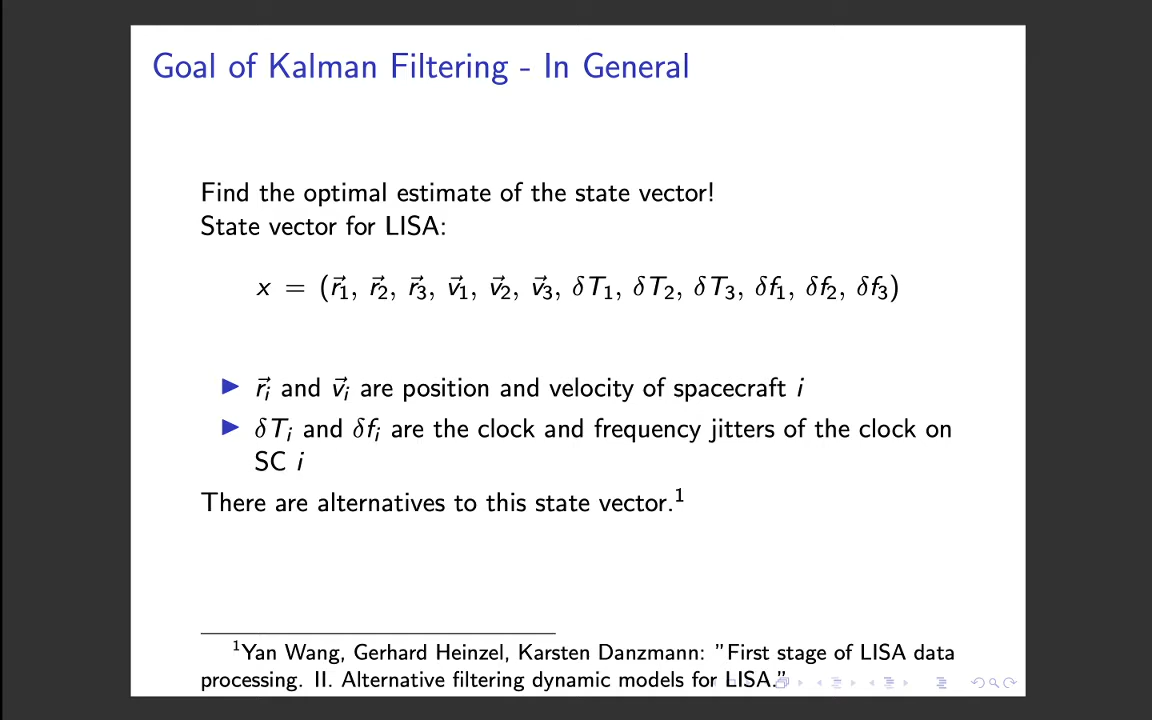 Goal of Kalman Filtering - In General
Find the optimal estimate of the state vector!
State vector for LISA:
x = (r⃗₁, r⃗₂, r⃗₃, v⃗₁, v⃗₂, v⃗₃, δT₁, δT₂, δT₃, δf₁, δf₂, δf₃)
▶ r⃗ᵢ and v⃗ᵢ are position and velocity of spacecraft i
▶ δTᵢ and δfᵢ are the clock and frequency jitters of the clock on
SC i
There are alternatives to this state vector.¹
¹Yan Wang, Gerhard Heinzel, Karsten Danzmann: ”First stage of LISA data
processing. II. Alternative filtering dynamic models for LISA.”